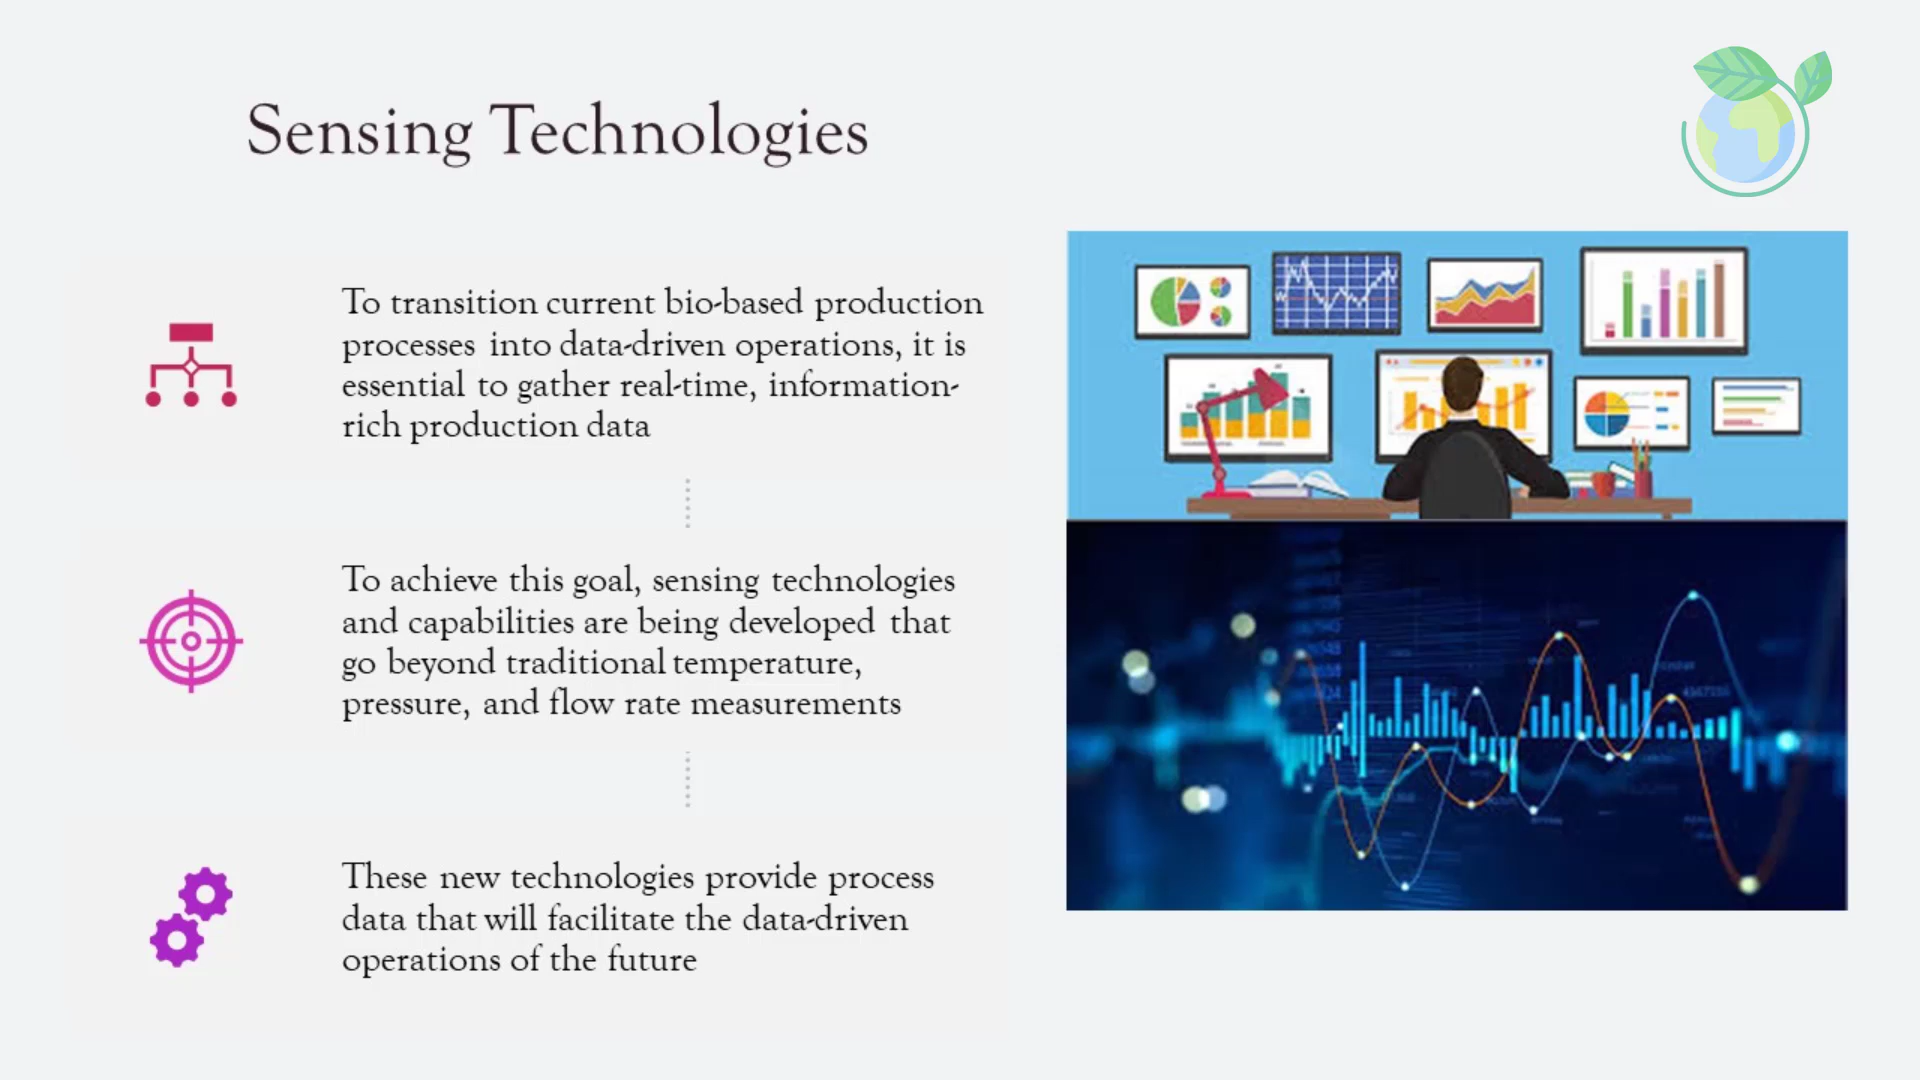 Sensing Technologies
To transition current bio-based production
processes into data-driven operations, it is
essential to gather real-time, information-
rich production data
To achieve this goal, sensing technologies
and capabilities are being developed that
go beyond traditional temperature,
pressure, and flow rate measurements
These new technologies provide process
data that will facilitate the data-driven
operations of the future